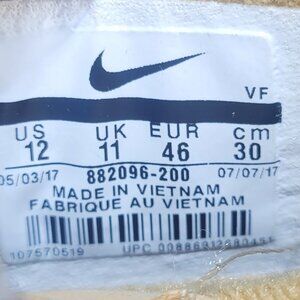 VF
US UK EUR cm
12 11 46 30
05/03/17 882096-200 07/07/17
MADE IN VIETNAM
FABRIQUE AU VIETNAM
107570519 UPC